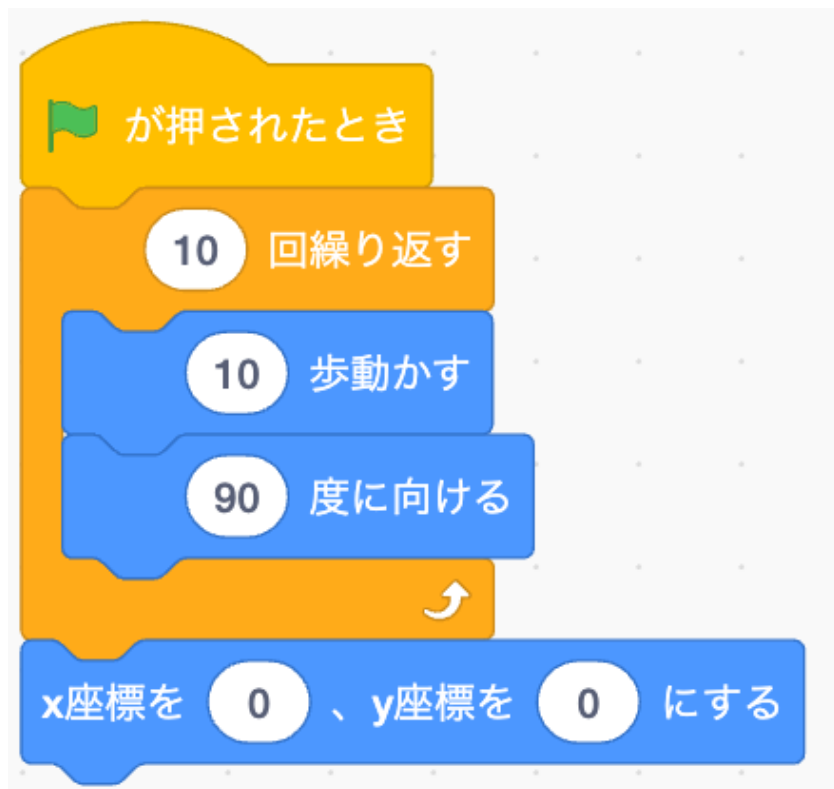 が押されたとき
10 回繰り返す
10 歩動かす
90 度に向ける
x座標を 0 、y座標を 0 にする